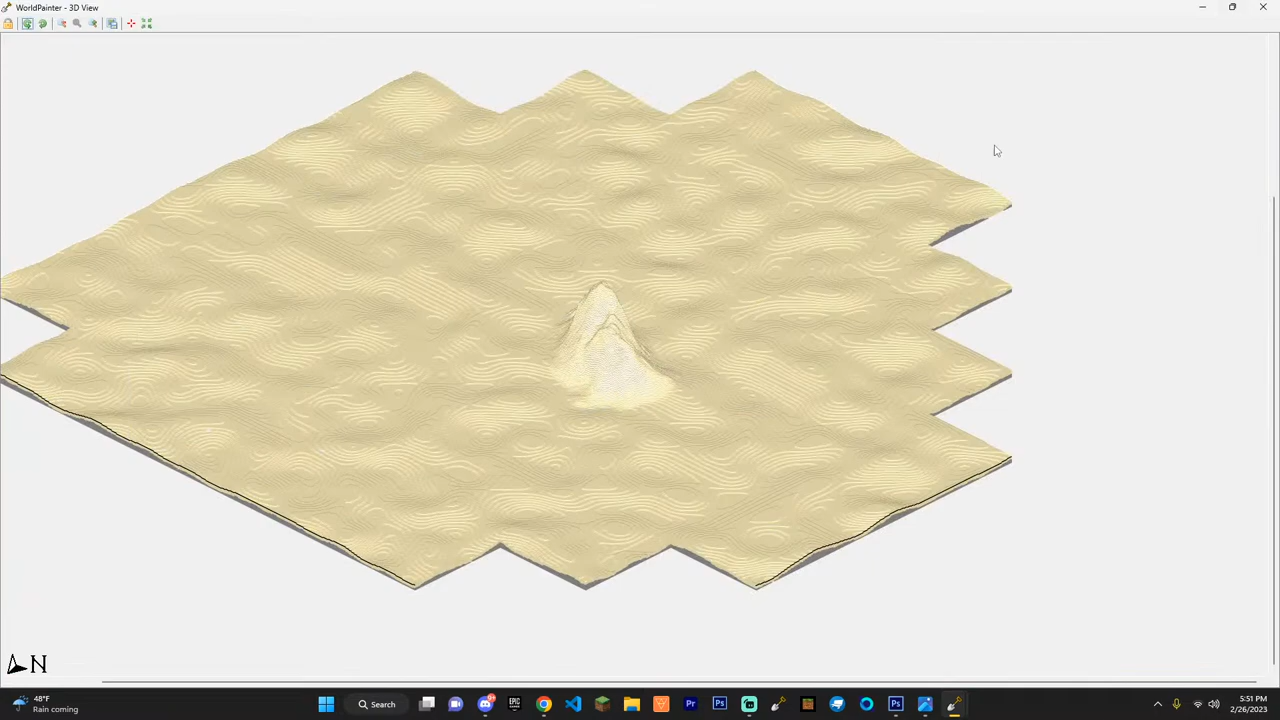 WorldPainter - 3D View
N
48°F
Rain coming
Search
5:51 PM
2/26/2023